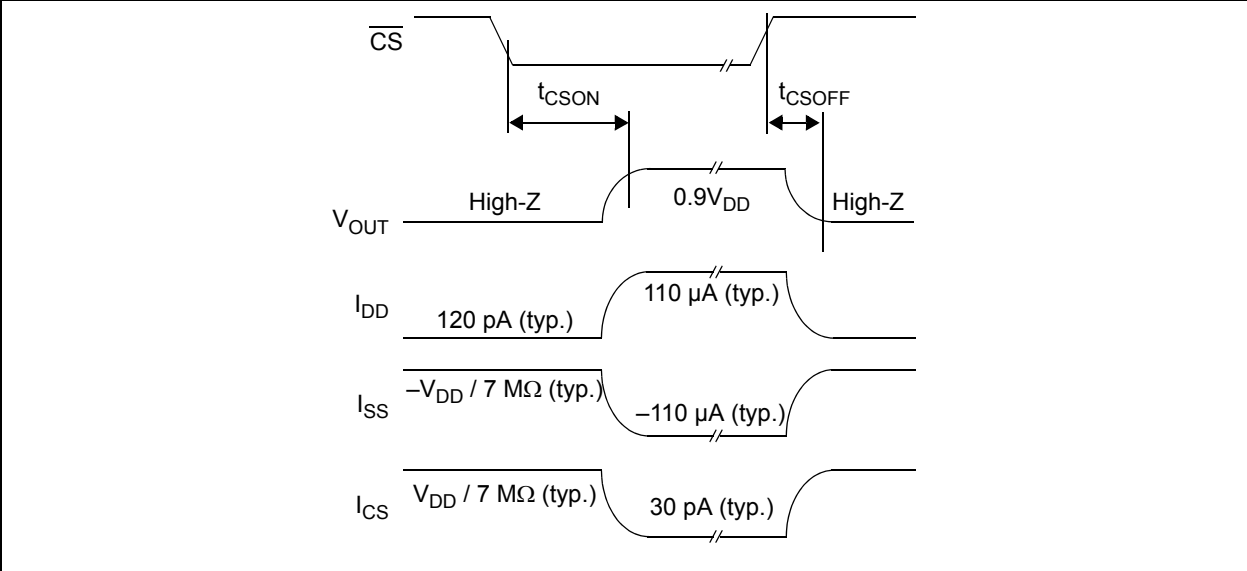 CS
tCSON
tCSOFF
VOUT
High-Z
0.9VDD
High-Z
IDD
120 pA (typ.)
110 µA (typ.)
ISS
–VDD / 7 MΩ (typ.)
–110 µA (typ.)
ICS
VDD / 7 MΩ (typ.)
30 pA (typ.)